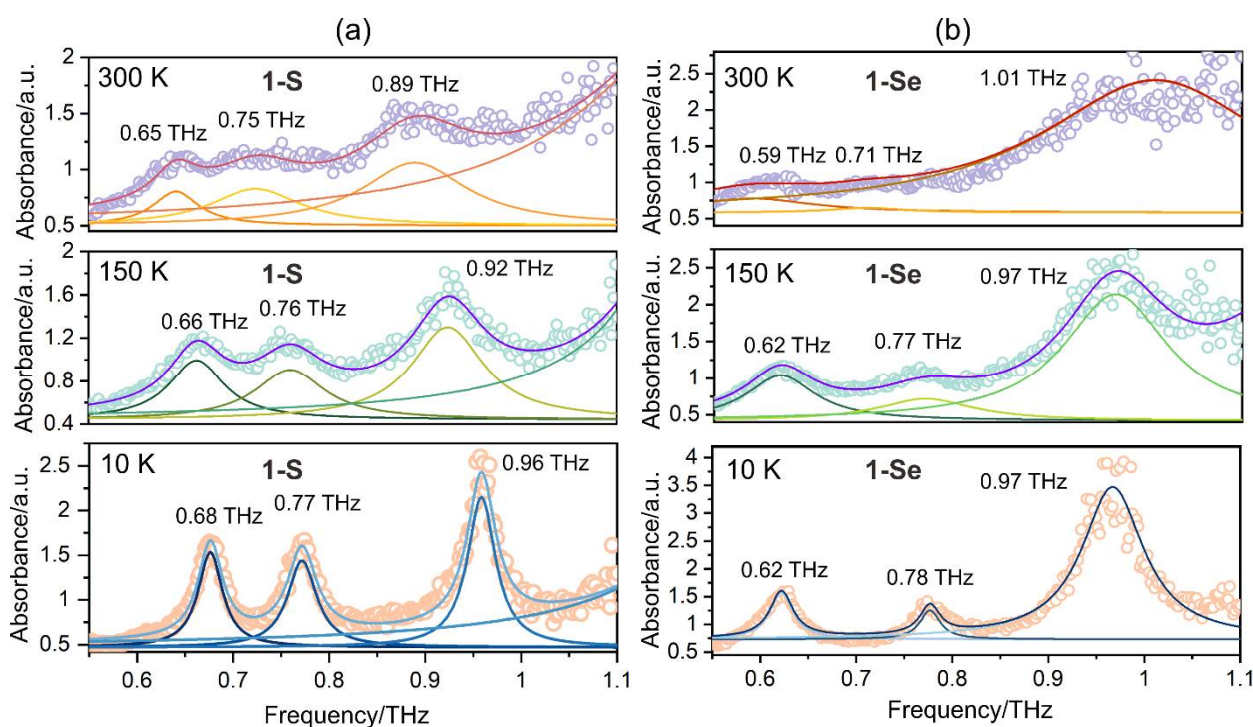 (a)
300 K
1-S
0.65 THz
0.75 THz
0.89 THz
2
1.5
1
0.5
Absorbance/a.u.
150 K
1-S
0.66 THz
0.76 THz
0.92 THz
2
1.6
1.2
0.8
0.4
Absorbance/a.u.
10 K
1-S
0.68 THz
0.77 THz
0.96 THz
2.5
2
1.5
1
0.5
Absorbance/a.u.
0.6 0.7 0.8 0.9 1 1.1
Frequency/THz
(b)
300 K
1-Se
0.59 THz
0.71 THz
1.01 THz
2.5
2
1.5
1
0.5
Absorbance/a.u.
150 K
1-Se
0.62 THz
0.77 THz
0.97 THz
2.5
2
1.5
1
0.5
Absorbance/a.u.
10 K
1-Se
0.62 THz
0.78 THz
0.97 THz
3.5
4
2.5
1
1.5
0.5
Absorbance/a.u.
0.6 0.7 0.8 0.9 1 1.1
Frequency/THz